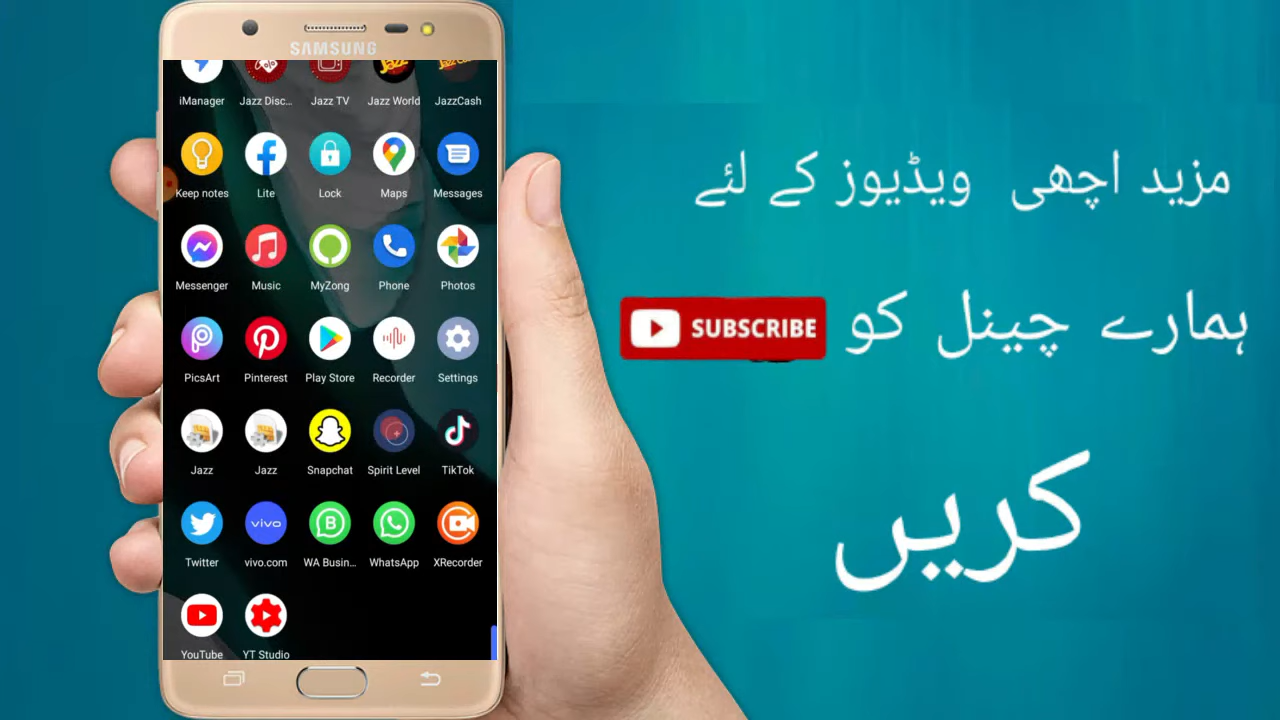 SAMSUNG
iManager Jazz Disc... Jazz TV Jazz World JazzCash
Keep notes Lite Lock Maps Messages
Messenger Music MyZong Phone Photos
PicsArt Pinterest Play Store Recorder Settings
Jazz Jazz Snapchat Spirit Level TikTok
vivo
B
Twitter vivo.com WA Busin... WhatsApp XRecorder
YouTube YT Studio
مزید اچھی ویڈیوز کے لئے
ہمارے چینل کو SUBSCRIBE
کریں